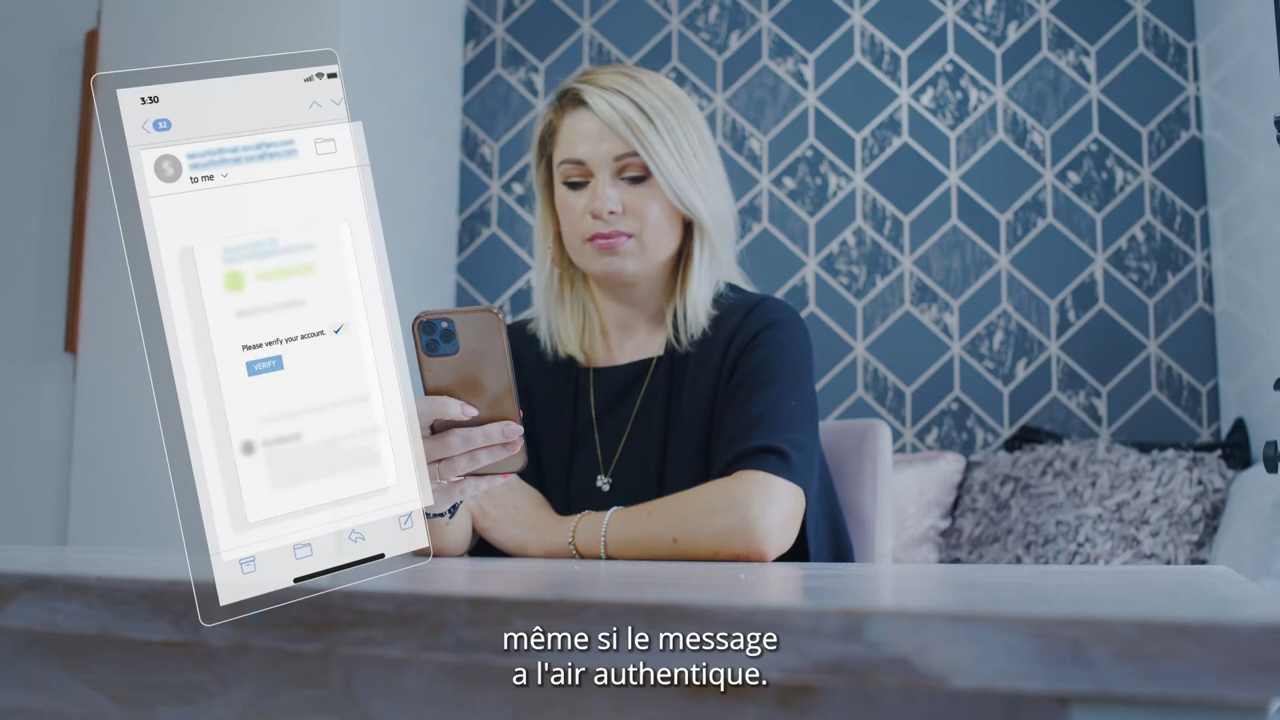 3:30
32
to me
Please verify your account.
VERIFY
même si le message
a l'air authentique.